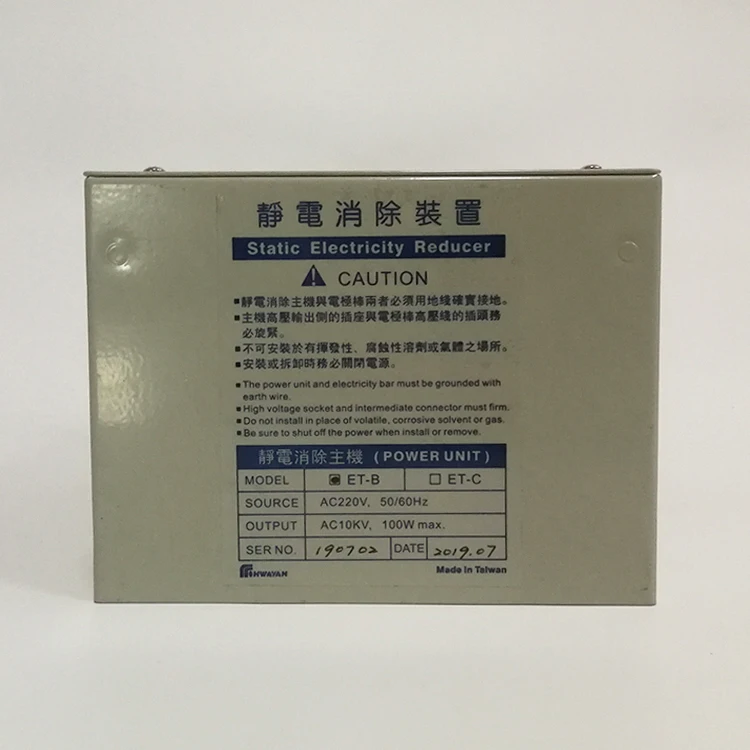 靜電消除裝置
Static Electricity Reducer
CAUTION
■靜電消除主機與電極棒兩者必須用地綫確實接地。
■主機高壓輸出側的插座與電極棒高壓綫的插頭務
必旋緊。
■不可安裝於有揮發性、腐蝕性溶劑或氣體之場所。
■安裝或拆卸時務必關閉電源。
■The power unit and electricity bar must be grounded with
earth wire.
■High voltage socket and intermediate connector must firm.
■Do not install in place of volatile, corrosive solvent or gas.
■Be sure to shut off the power when install or remove.
靜電消除主機 (POWER UNIT)
MODEL ET-B ET-C
SOURCE AC220V, 50/60Hz
OUTPUT AC10KV, 100W max.
SER NO. 190702 DATE 2019.07
HWAYAN Made in Taiwan